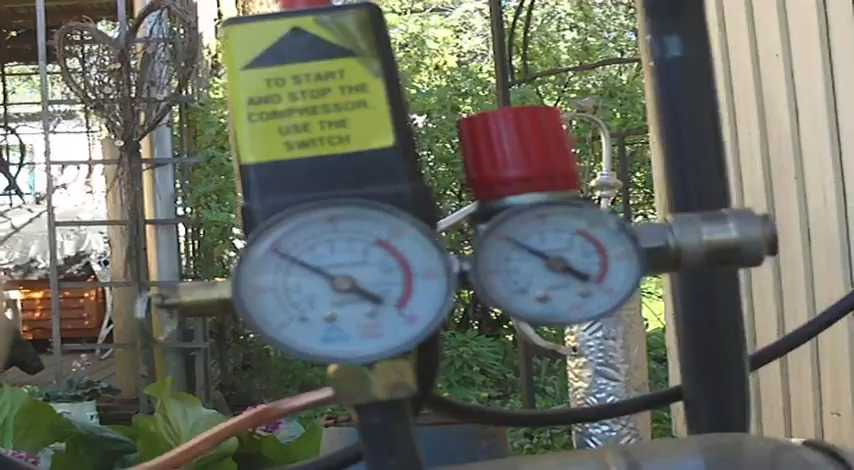 TO START
AND STOP THE
COMPRESSOR,
USE THE
SWITCH